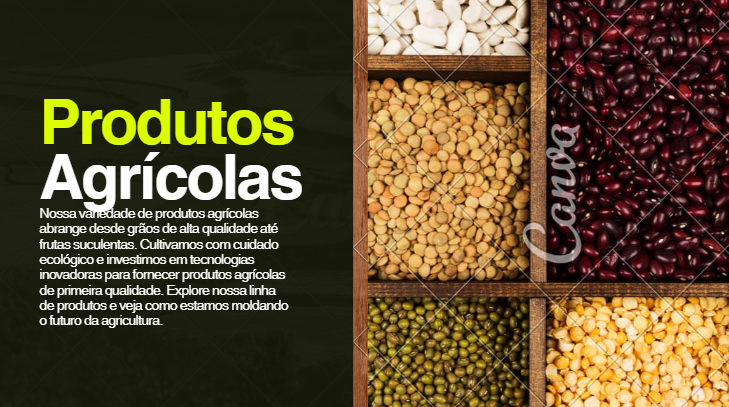 Produtos
Agrícolas
Nossa variedade de produtos agrícolas
abrange desde grãos de alta qualidade até
frutas suculentas. Cultivamos com cuidado
ecológico e investimos em tecnologias
inovadoras para fornecer produtos agrícolas
de primeira qualidade. Explore nossa linha
de produtos e veja como estamos moldando
o futuro da agricultura.
Canva